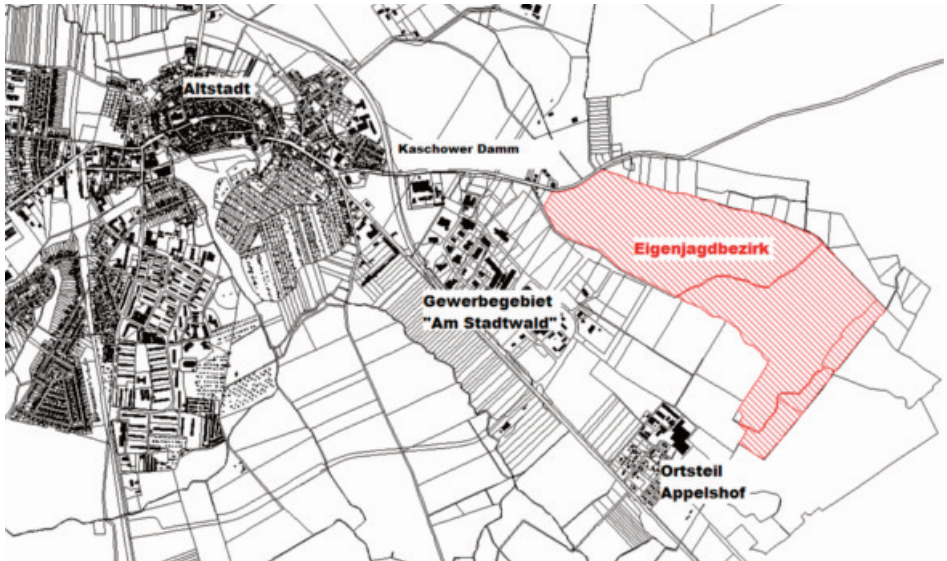 Altstadt
Kaschower Damm
Eigenjagdbezirk
Gewerbegebiet
"Am Stadtwald"
Ortsteil
Appelshof